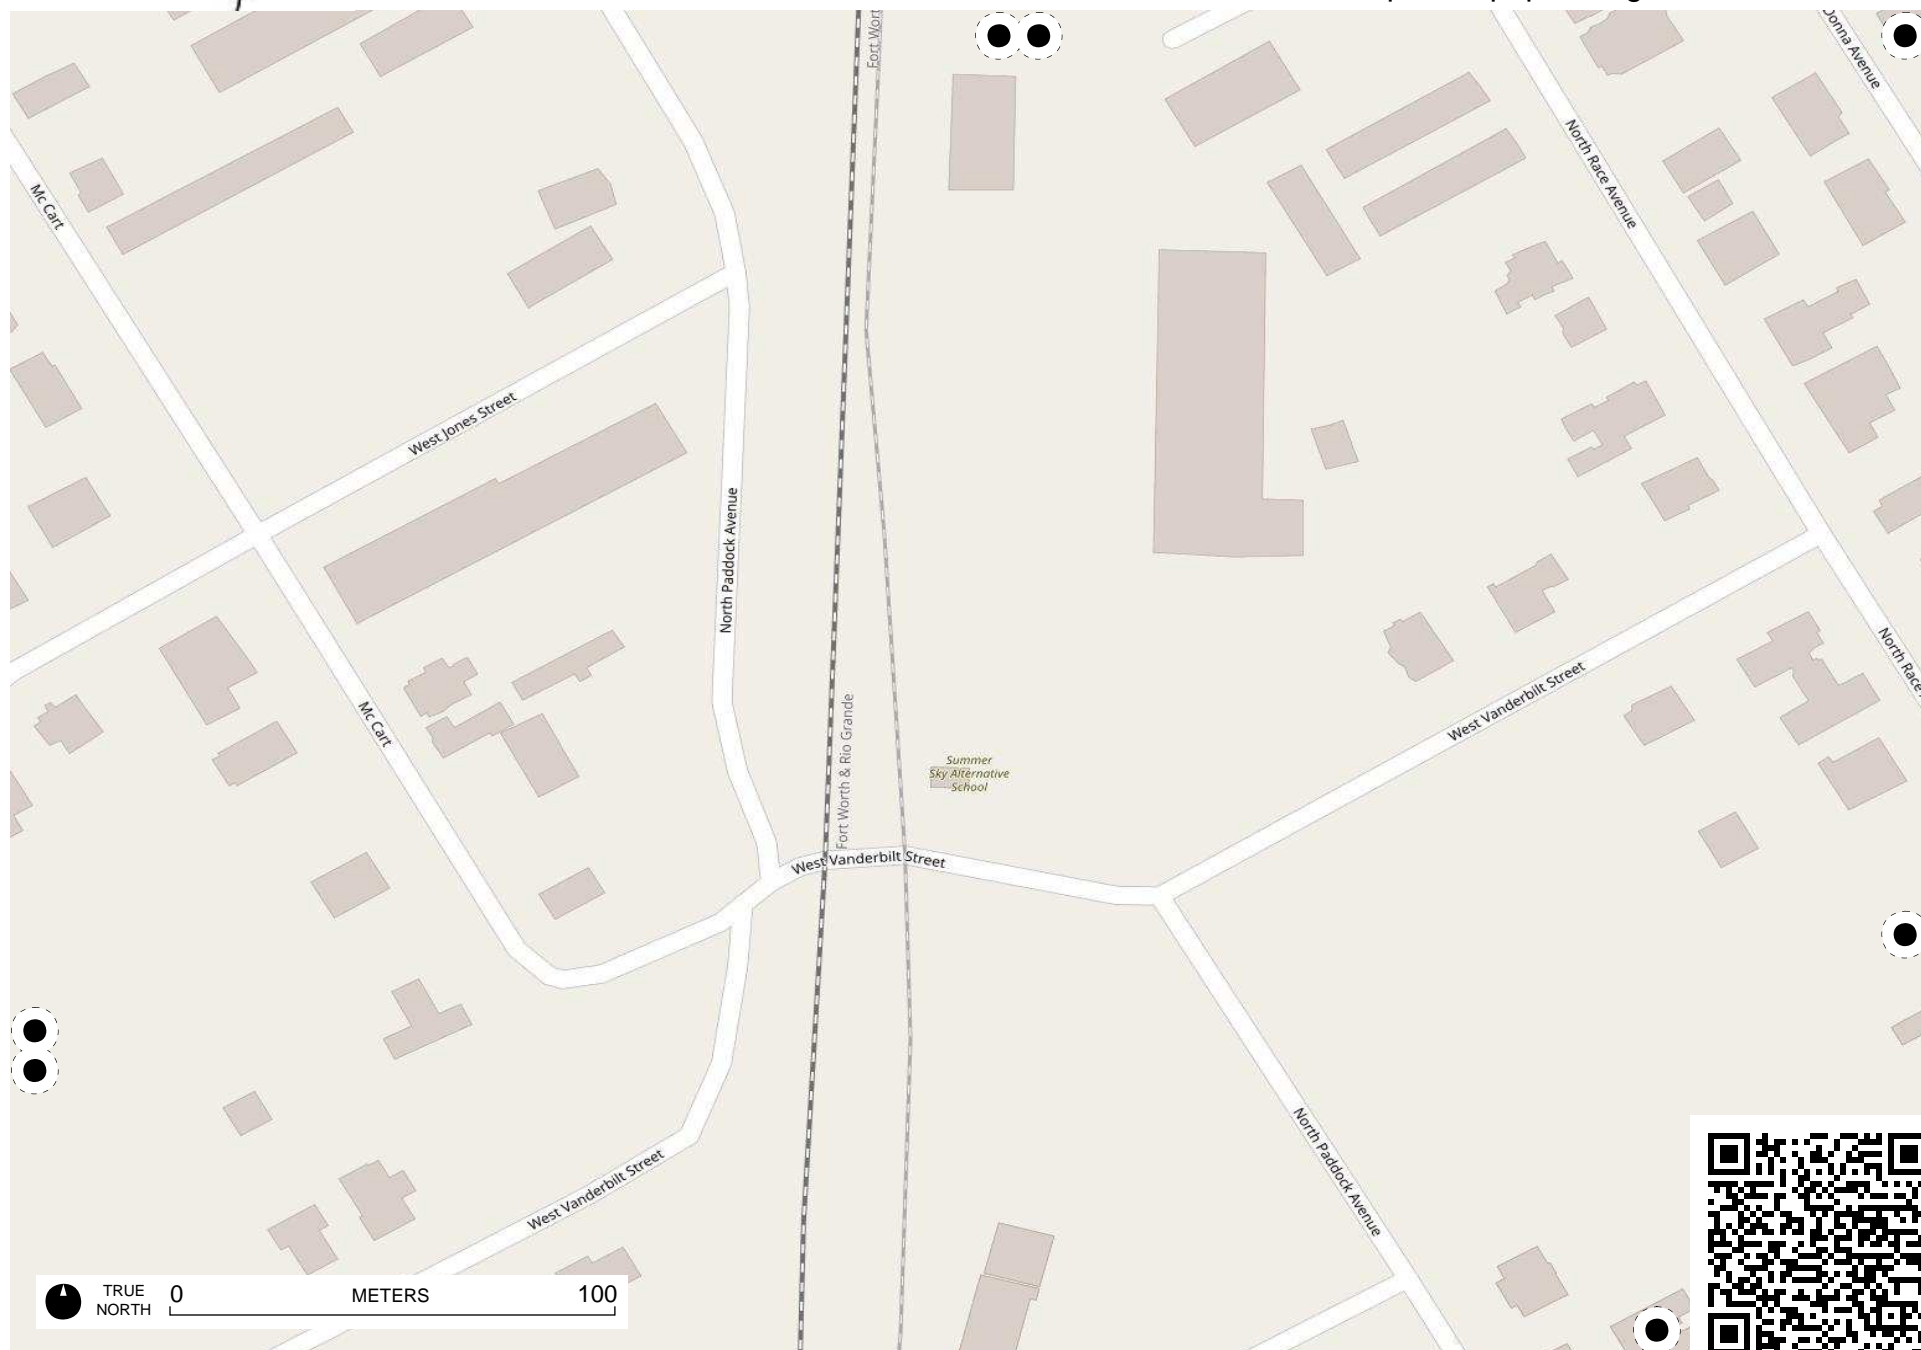 Fort Wort
Donna Avenue
North Race Avenue
Mc Cart
West Jones Street
North Paddock Avenue
North Race
West Vanderbilt Street
Mc Cart
Fort Worth & Rio Grande
Summer
Sky Alternative
School
West Vanderbilt Street
North Paddock Avenue
West Vanderbilt Street
TRUE
NORTH
0
METERS
100